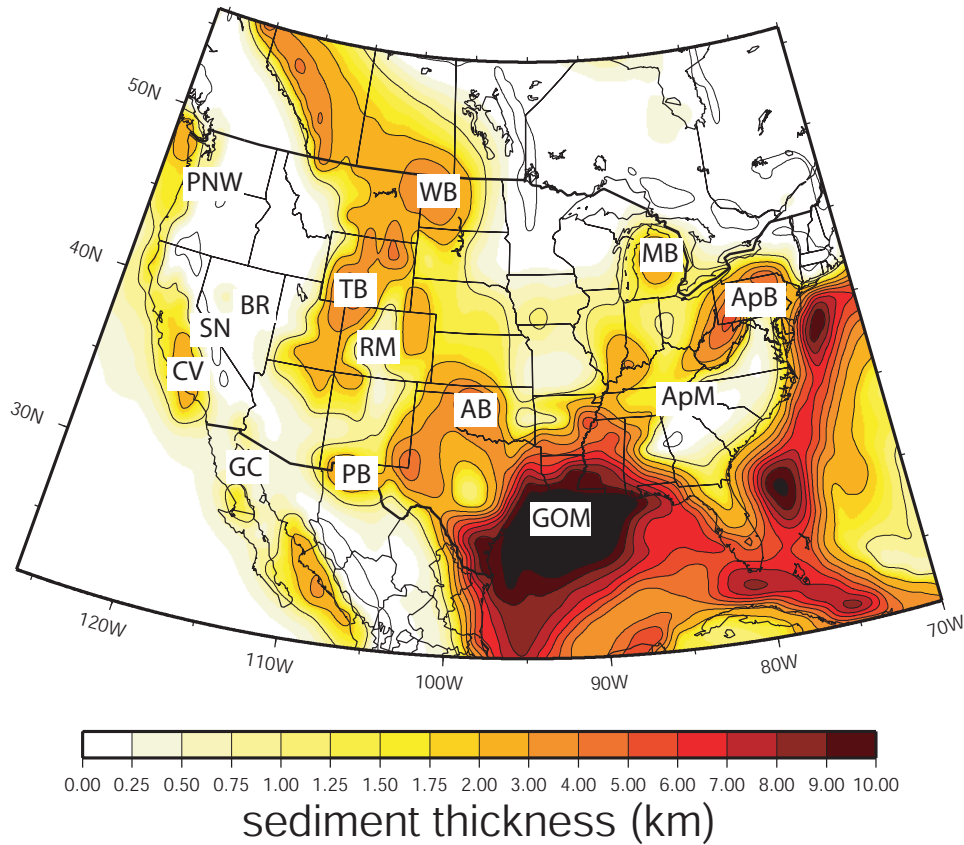 50N
PNW
WB
40N
MB
TB
ApB
BR
SN
RM
CV
ApM
30N
AB
GC
PB
GOM
120W
70W
110W
80W
100W
90W
0.00 0.25 0.50 0.75 1.00 1.25 1.50 1.75 2.00 3.00 4.00 5.00 6.00 7.00 8.00 9.00 10.00
sediment thickness (km)